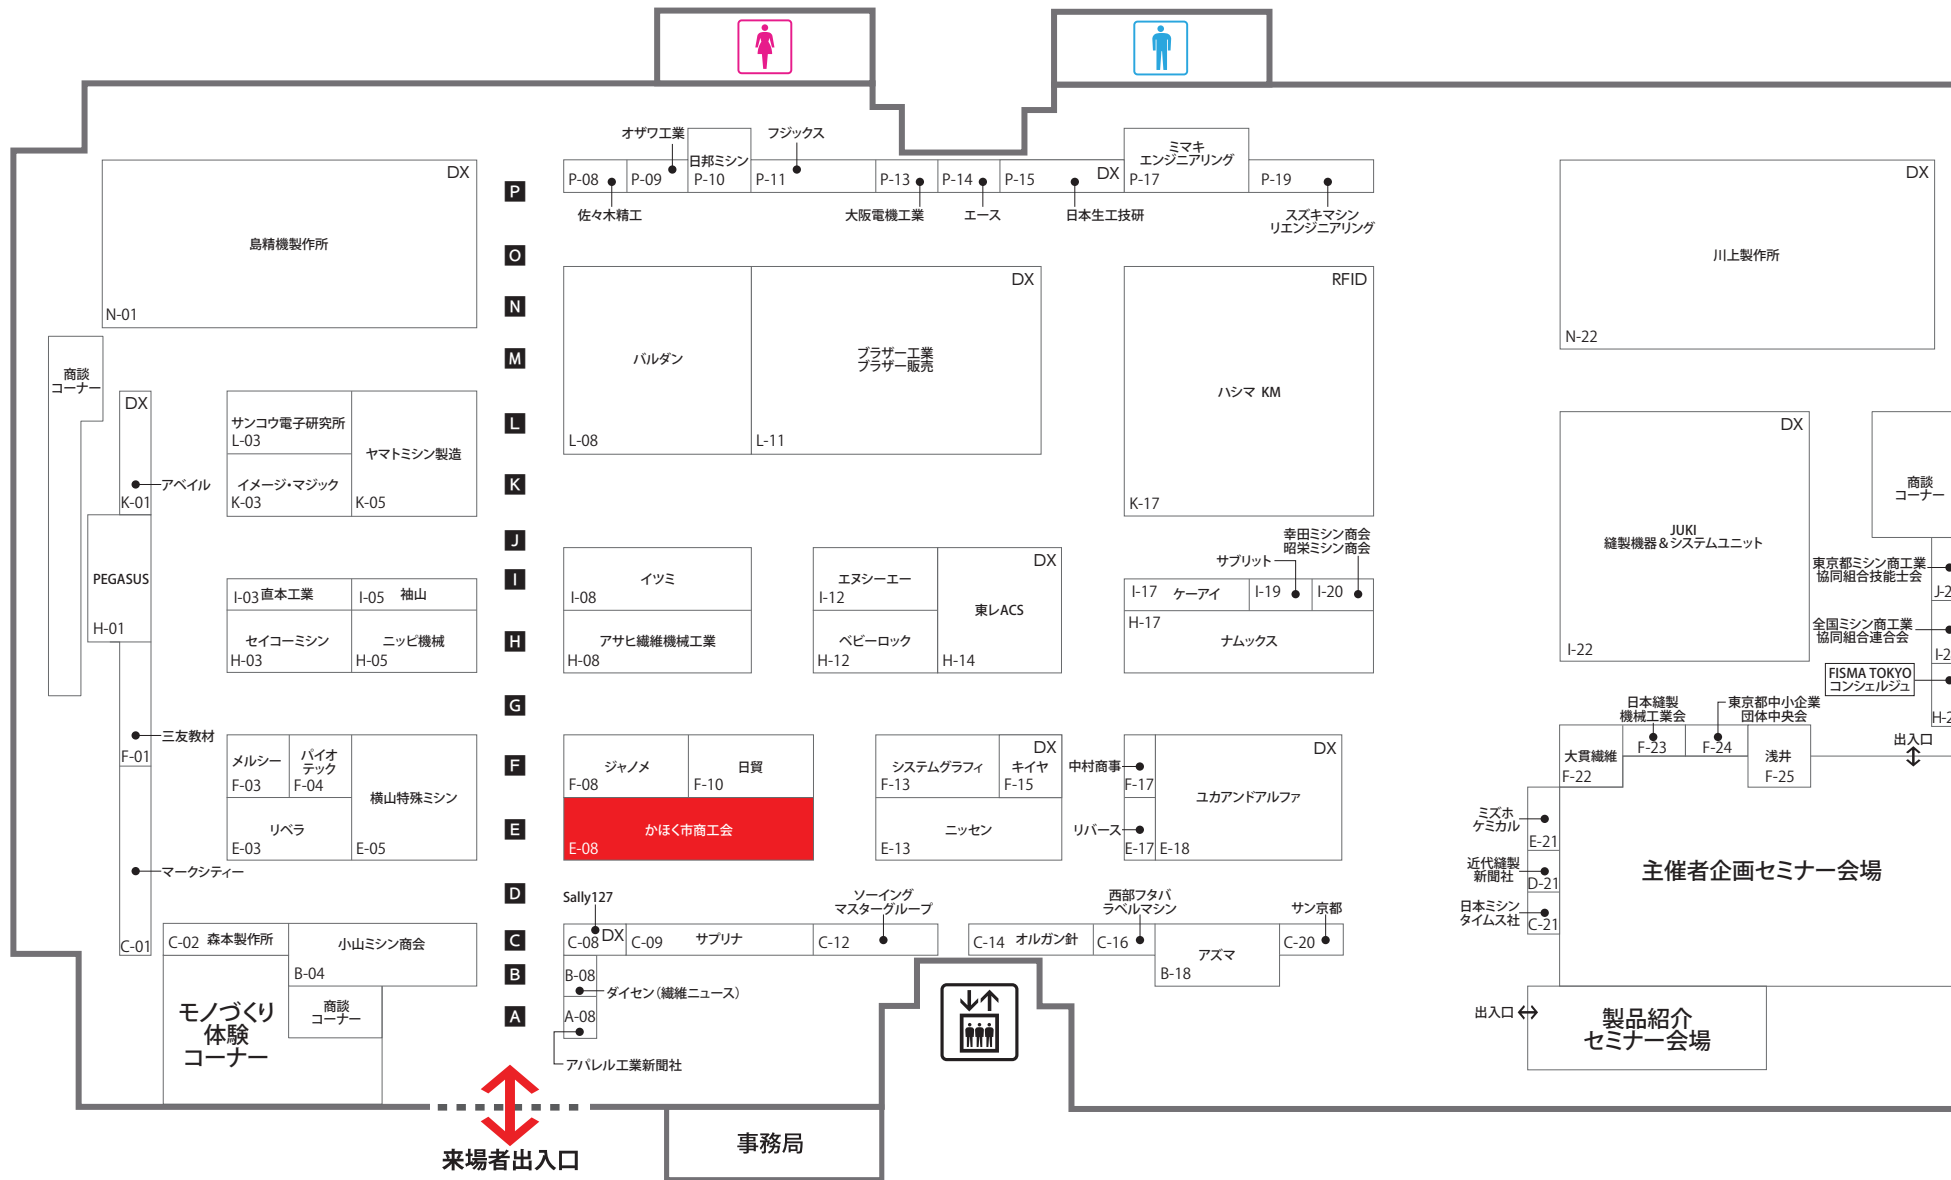 オザワ工業
フジックス
日邦ミシン
ミマキ
エンジニアリング
P
P-08
P-09
P-10
P-11
P-13
P-14
P-15
DX
P-17
P-19
佐々木精工
大阪電機工業
エース
日本生工技研
スズキマシン
リエンジニアリング
DX
島精機製作所
N-01
DX
川上製作所
N-22
O
N
M
L
K
J
I
H
G
F
E
D
C
B
A
バルダン
L-08
DX
ブラザー工業
ブラザー販売
L-11
RFID
ハシマ KM
K-17
商談
コーナー
DX
アベイル
K-01
サンコウ電子研究所
L-03
イメージ・マジック
K-03
ヤマトミシン製造
K-05
DX
JUKI
縫製機器＆システムユニット
I-22
商談
コーナー
PEGASUS
H-01
I-03 直本工業
I-05 袖山
セイコーミシン
H-03
ニッピ機械
H-05
イツミ
I-08
アサヒ繊維機械工業
H-08
エヌシーエー
I-12
ベビーロック
H-12
DX
東レACS
H-14
幸田ミシン商会
昭栄ミシン商会
サブリット
I-17 ケーアイ
I-19
I-20
H-17
ナムックス
東京都ミシン商工業
協同組合技能士会
全国ミシン商工業
協同組合連合会
FISMA TOKYO
コンシェルジュ
三友教材
F-01
メルシー
F-03
パイオ
テック
F-04
横山特殊ミシン
E-05
リベラ
E-03
ジャノメ
F-08
日貿
F-10
かほく市商工会
E-08
システムグラフィ
F-13
DX
キイヤ
F-15
ニッセン
E-13
中村商事
F-17
リバース
E-17
DX
ユカアンドアルファ
E-18
日本縫製
機械工業会
東京都中小企業
団体中央会
大貫繊維
F-22
F-23
F-24
浅井
F-25
出入口
ミズホ
ケミカル
E-21
近代縫製
新聞社
D-21
日本ミシン
タイムス社
C-21
主催者企画セミナー会場
マークシティー
C-01
C-02 森本製作所
小山ミシン商会
B-04
商談
コーナー
モノづくり
体験
コーナー
Sally127
C-08 DX
C-09 サプリナ
ソーイング
マスターグループ
C-12
B-08
ダイセン（繊維ニュース）
A-08
アパレル工業新聞社
C-14 オルガン針
西部フタバ
ラベルマシン
C-16
アズマ
B-18
サン京都
C-20
出入口
製品紹介
セミナー会場
来場者出入口
事務局